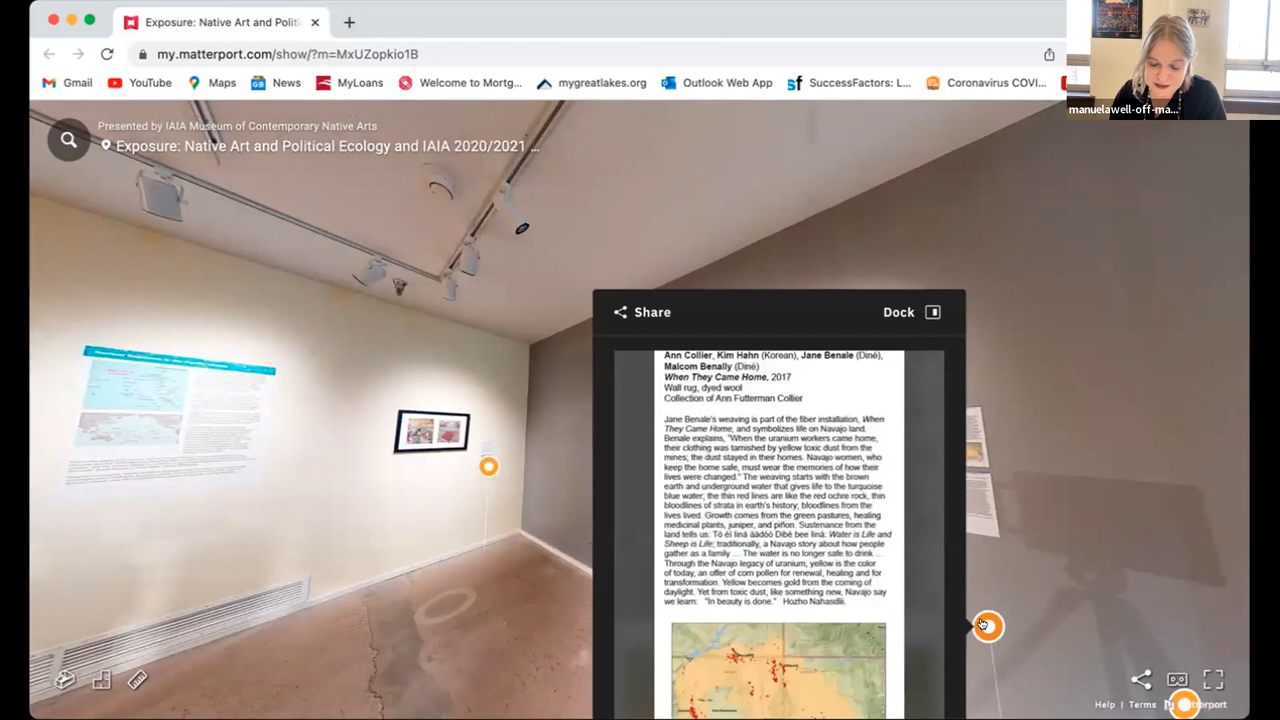 Exposure: Native Art and Politi
my.matterport.com/show/?m=MxUZopkio1B
Gmail YouTube Maps News MyLoans Welcome to Mortg... mygreatlakes.org Outlook Web App SuccessFactors: L... Coronavirus COVI...
manuelawell-off-ma...
Presented by IAIA Museum of Contemporary Native Arts
Exposure: Native Art and Political Ecology and IAIA 2020/2021 ...
Share Dock
Ann Collier, Kim Hahn (Korean), Jane Benale (Diné),
Malcom Benally (Diné)
When They Came Home, 2017
Wall rug, dyed wool
Collection of Ann Futterman Collier
Jane Benale's weaving is part of the fiber installation, When
They Came Home, and symbolizes life on Navajo land.
Benale explains, "When the uranium workers came home,
their clothing was tarnished by yellow toxic dust from the
mines; the dust stayed in their homes. Navajo women, who
keep the home safe, must wear the memories of how their
lives were changed." The weaving starts with the brown
earth and underground water that gives life to the turquoise
blue water; the thin red lines are like the red ochre rock, thin
bloodlines of strata in earth's history; bloodlines from the
lives lived. Growth comes from the green pastures, healing
medicinal plants, juniper, and piñon. Sustenance from the
land tells us: Tó éí Iiná áádóó Dibé bee Iiná: Water is Life and
Sheep is Life; traditionally, a Navajo story about how people
gather as a family ... The water is no longer safe to drink ...
Through the Navajo legacy of uranium, yellow is the color
of today, an offer of corn pollen for renewal, healing and for
transformation. Yellow becomes gold from the coming of
daylight. Yet from toxic dust, like something new, Navajo say
we learn: "In beauty is done." Hozho Nahasidlii.
Help | Terms